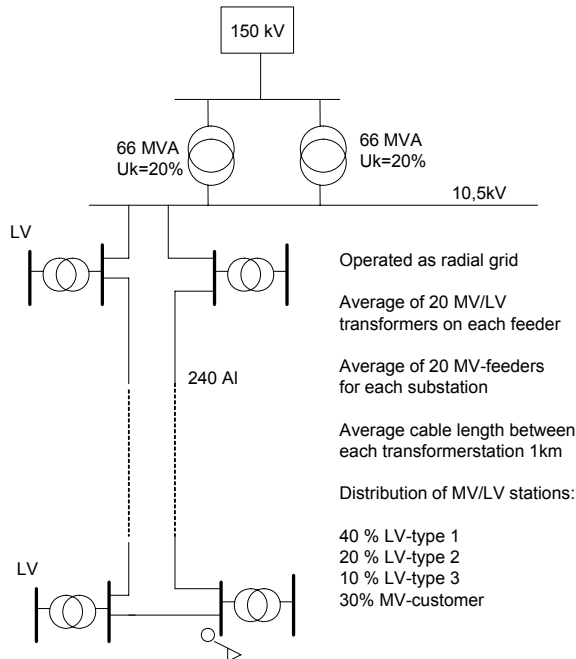 150 kV
66 MVA
Uk=20%
66 MVA
Uk=20%
10,5kV
LV
Operated as radial grid
Average of 20 MV/LV
transformers on each feeder
240 Al
Average of 20 MV-feeders
for each substation
Average cable length between
each transformerstation 1km
Distribution of MV/LV stations:
40 % LV-type 1
20 % LV-type 2
10 % LV-type 3
30% MV-customer
LV